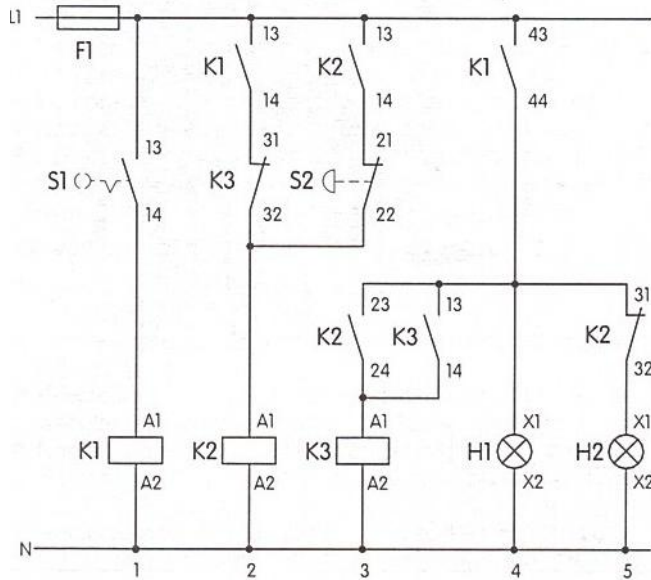 L1
F1
13 13 43
K1 K2 K1
14 14 44
13 31 21
S1 K3 S2
14 32 22
23 13 31
K2 K3 K2
24 14 32
A1 A1 A1 X1 X1
K1 K2 K3 H1 H2
A2 A2 A2 X2 X2
N
1 2 3 4 5